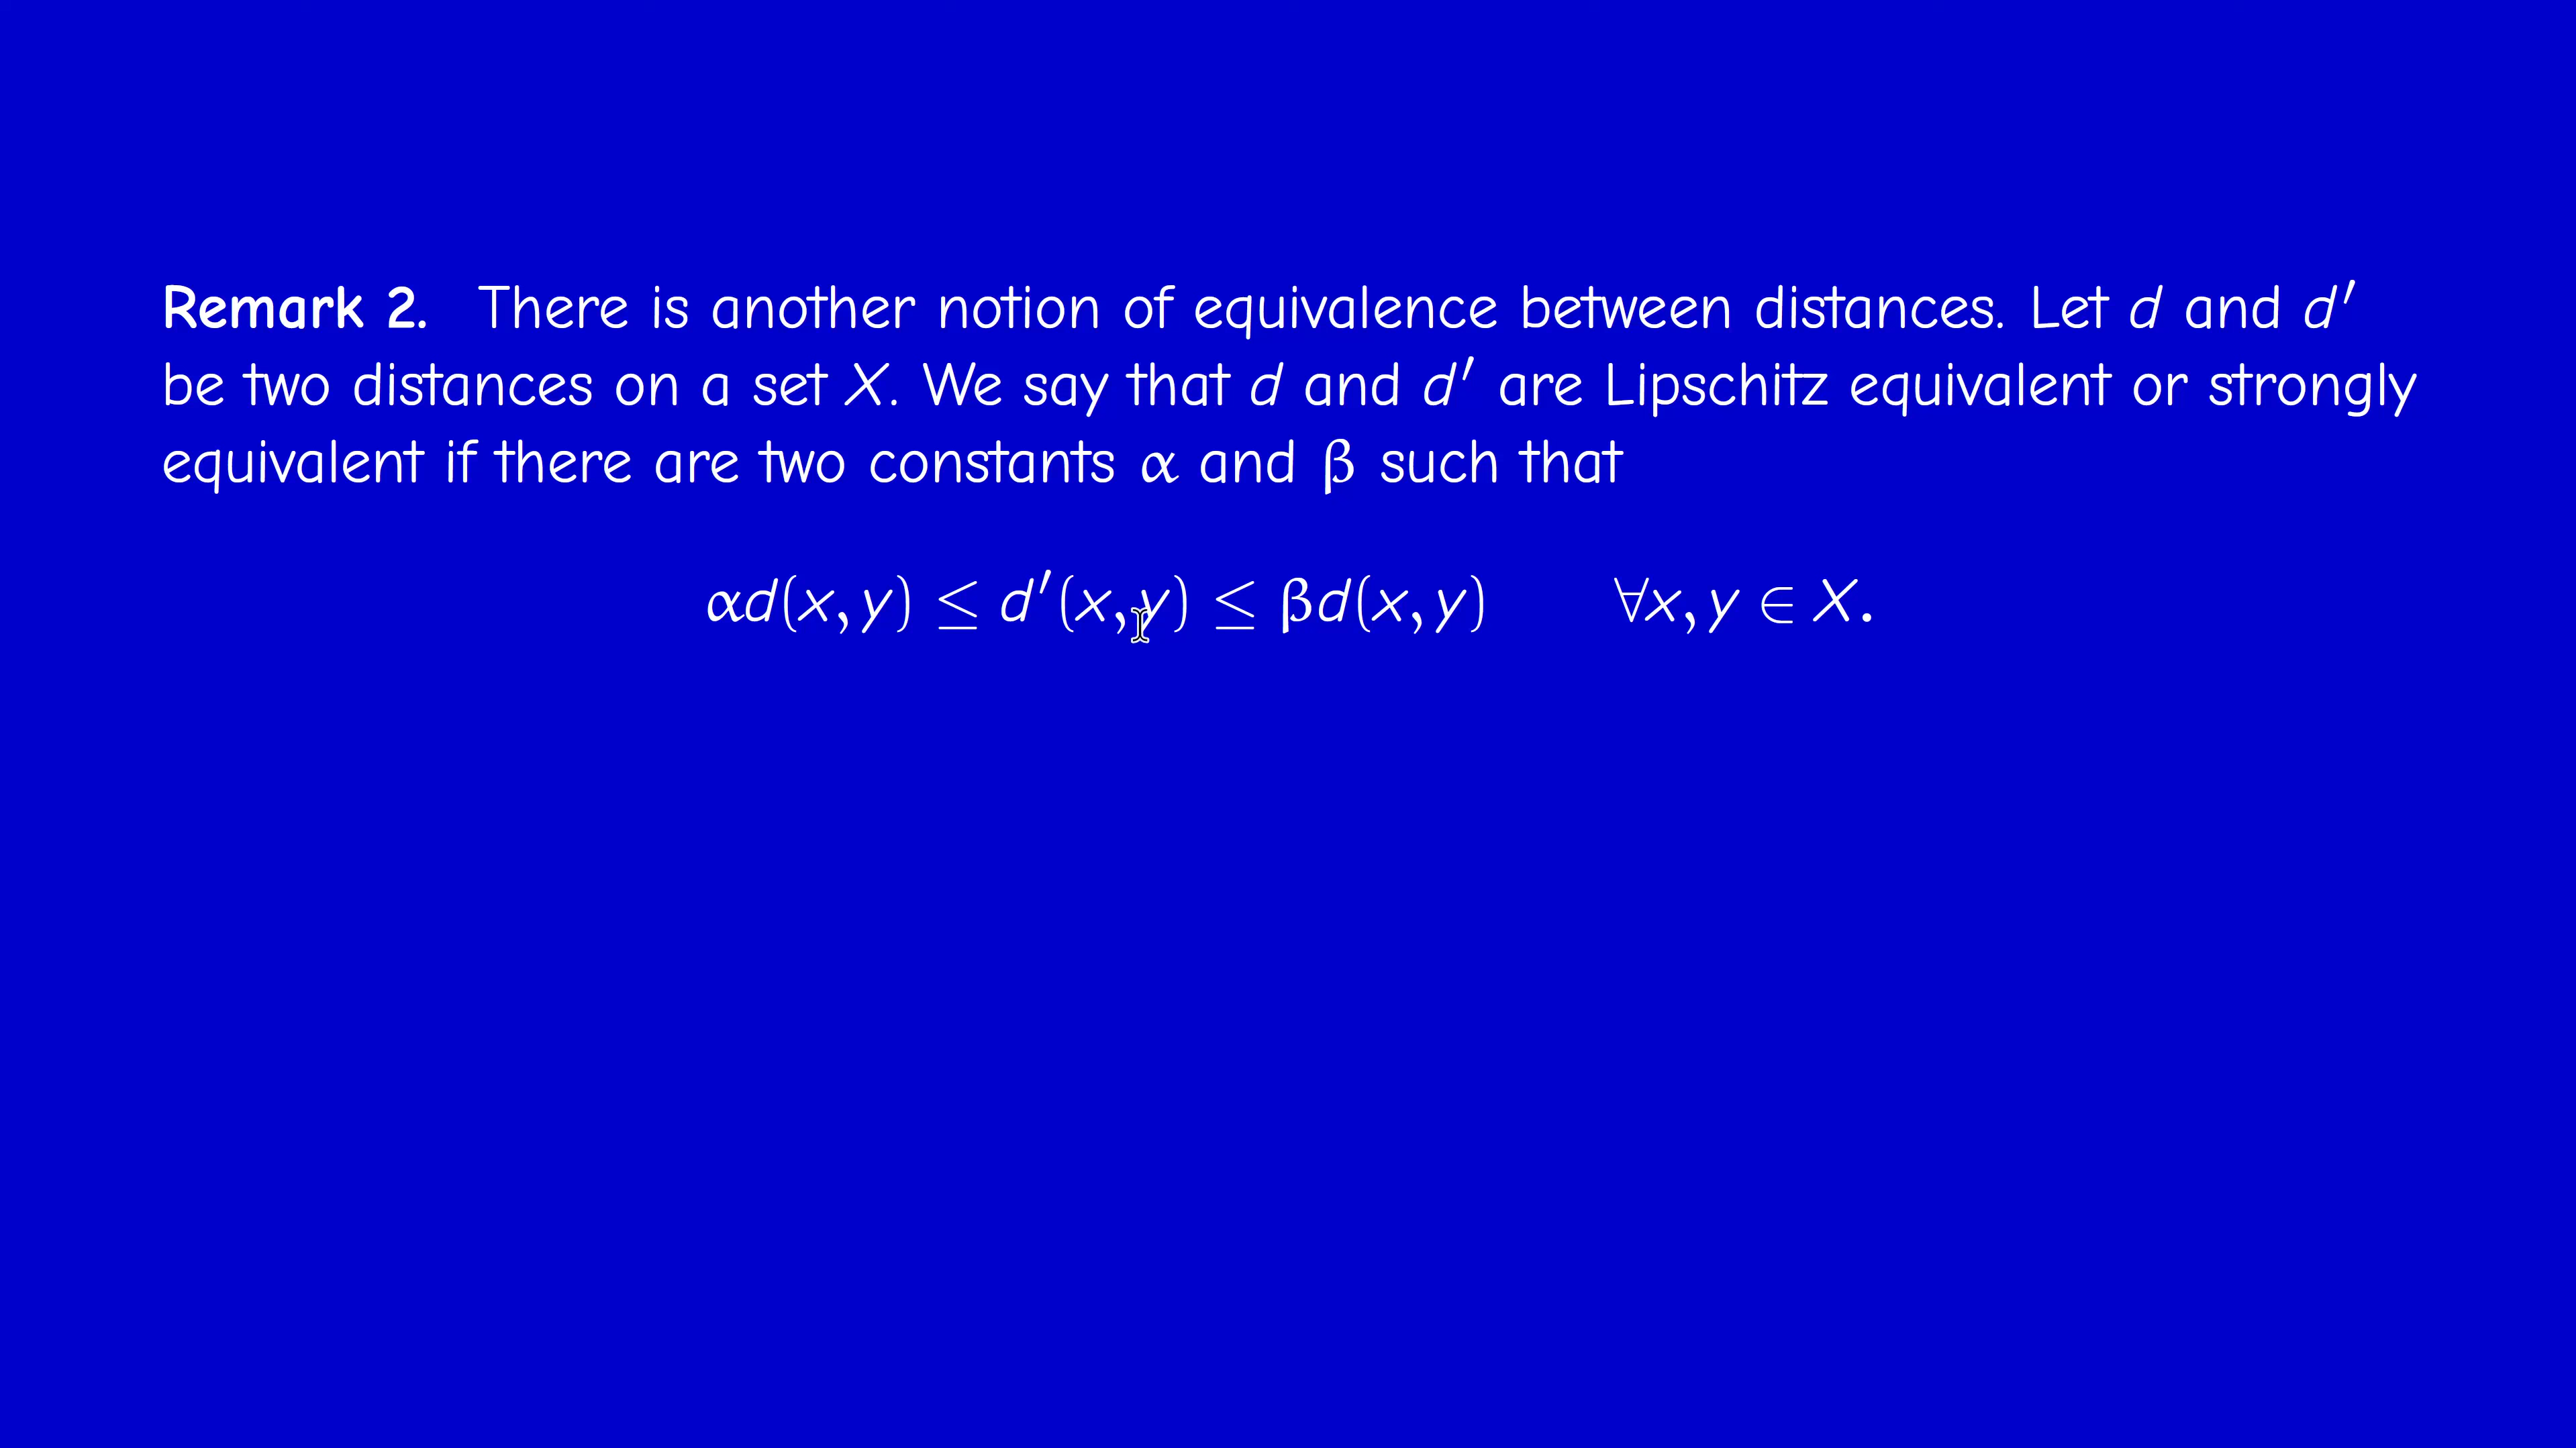 Remark 2. There is another notion of equivalence between distances. Let d and d′
be two distances on a set X. We say that d and d′ are Lipschitz equivalent or strongly
equivalent if there are two constants α and β such that
αd(x, y) ≤ d′(x, y) ≤ βd(x, y) ∀x, y ∈ X.